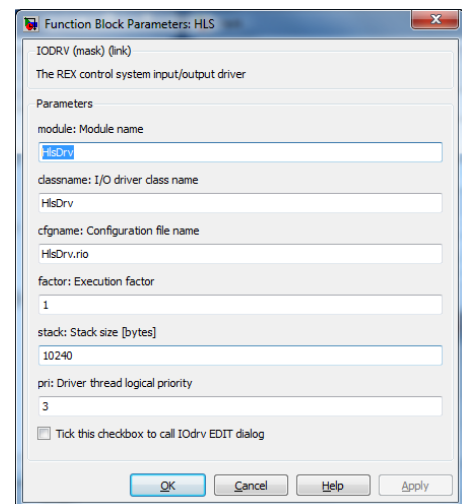 Function Block Parameters: HLS
IODRV (mask) (link)
The REX control system input/output driver
Parameters
module: Module name
HlsDrv
classname: I/O driver class name
HlsDrv
cfgname: Configuration file name
HlsDrv.rio
factor: Execution factor
1
stack: Stack size [bytes]
10240
pri: Driver thread logical priority
3
Tick this checkbox to call IOdrv EDIT dialog
OK Cancel Help Apply